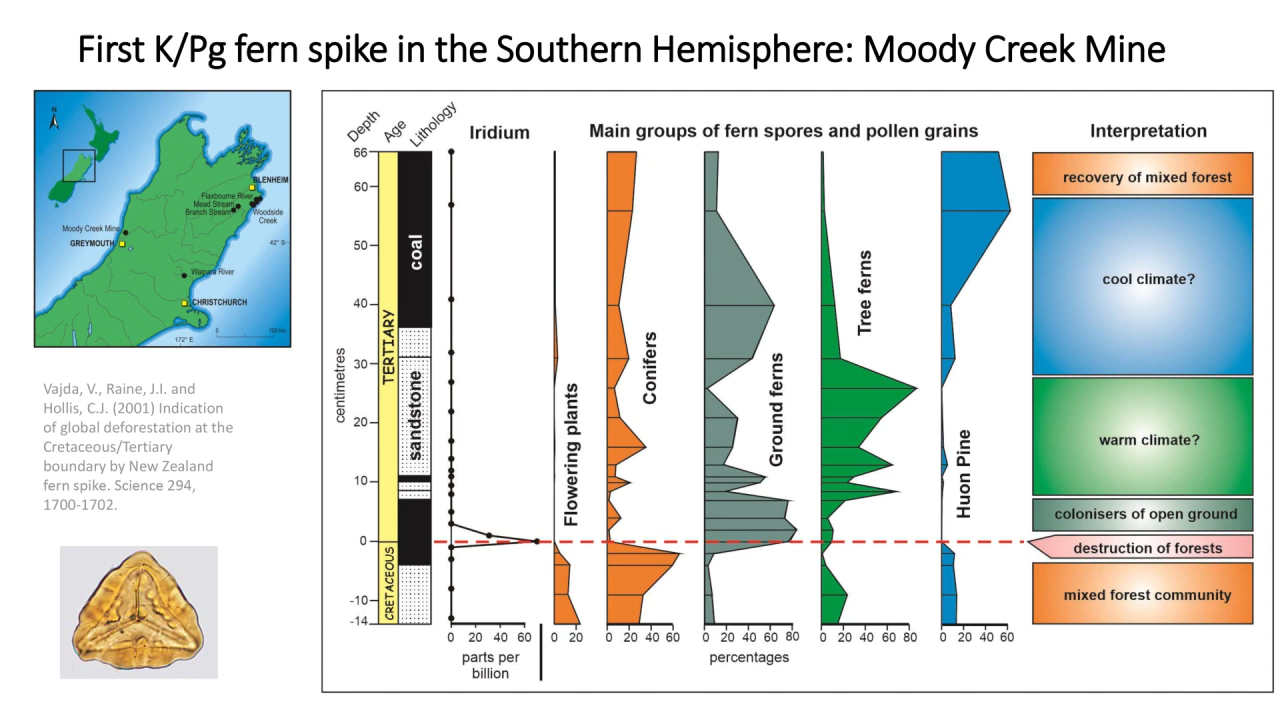 First K/Pg fern spike in the Southern Hemisphere: Moody Creek Mine
N
BLENHEIM
Flaxbourne River
Mead Stream
Branch Stream
Woodside
Creek
Moody Creek Mine
GREYMOUTH
42° S
Waipara River
CHRISTCHURCH
0 100 km
172° E
Vajda, V., Raine, J.I. and
Hollis, C.J. (2001) Indication
of global deforestation at the
Cretaceous/Tertiary
boundary by New Zealand
fern spike. Science 294,
1700-1702.
Depth
Age
Lithology
Iridium
Main groups of fern spores and pollen grains
Interpretation
66
60
50
40
30
20
10
0
-10
-14
centimetres
TERTIARY
CRETACEOUS
coal
sandstone
Flowering plants
Conifers
Ground ferns
Tree ferns
Huon Pine
recovery of mixed forest
cool climate?
warm climate?
colonisers of open ground
destruction of forests
mixed forest community
0 20 40 60
0 20
0 20 40 60
0 20 40 60 80
0 20 40 60 80
0 20 40 60
parts per
billion
percentages